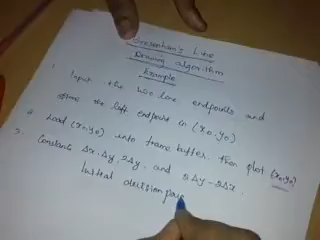 Bresenham's Line
Drawing algorithm
Example
1. Input the two line endpoints and
store the left endpoint in (x0, y0)
2. Load (x0, y0) into frame buffer, then plot (x0, y0)
3. Constants Δx, Δy, 2Δy, and 2Δy - 2Δx.
Initial decision para